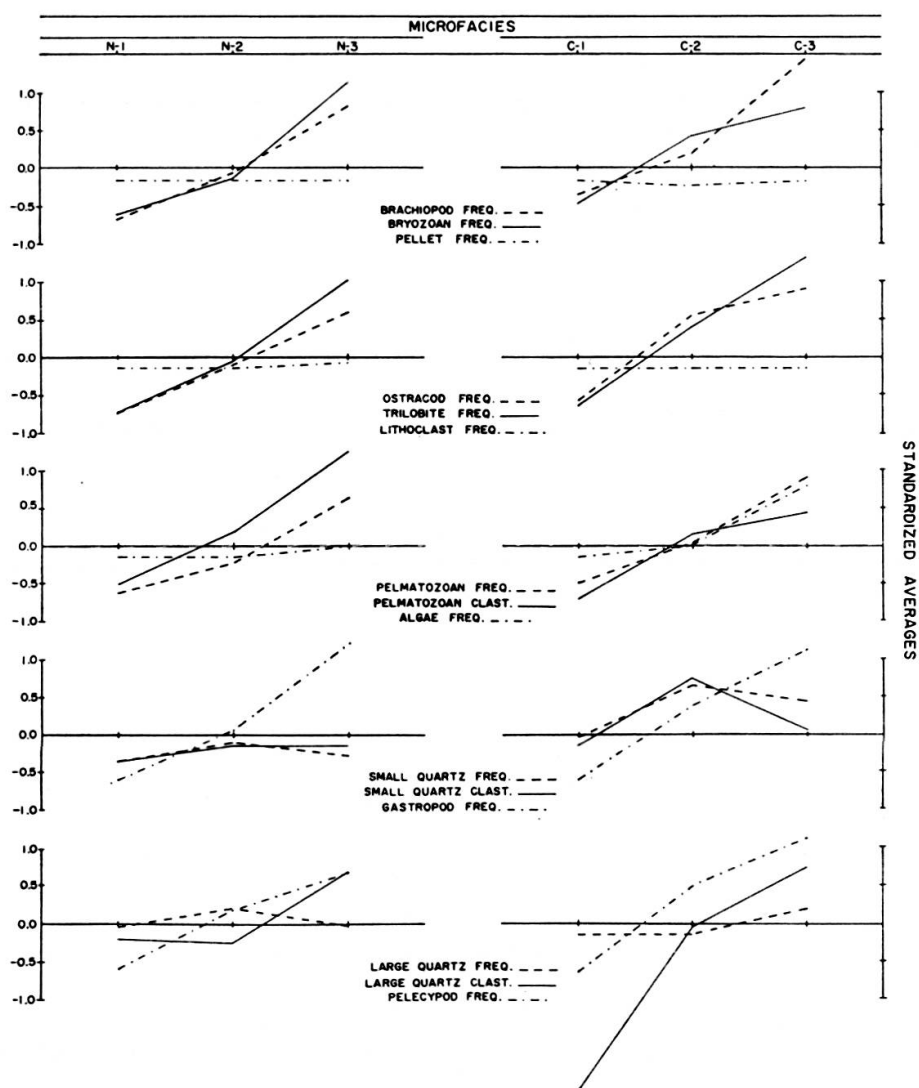 MICROFACIES
N-1 N-2 N-3 C-1 C-2 C-3
1.0
0.5
0.0
-0.5
-1.0
BRACHIOPOD FREQ.
BRYOZOAN FREQ.
PELLET FREQ.
1.0
0.5
0.0
-0.5
-1.0
OSTRACOD FREQ.
TRILOBITE FREQ.
LITHOCLAST FREQ.
1.0
0.5
0.0
-0.5
-1.0
PELMATOZOAN FREQ.
PELMATOZOAN CLAST.
ALGAE FREQ.
1.0
0.5
0.0
-0.5
-1.0
SMALL QUARTZ FREQ.
SMALL QUARTZ CLAST.
GASTROPOD FREQ.
1.0
0.5
0.0
-0.5
-1.0
LARGE QUARTZ FREQ.
LARGE QUARTZ CLAST.
PELECYPOD FREQ.
STANDARDIZED AVERAGES